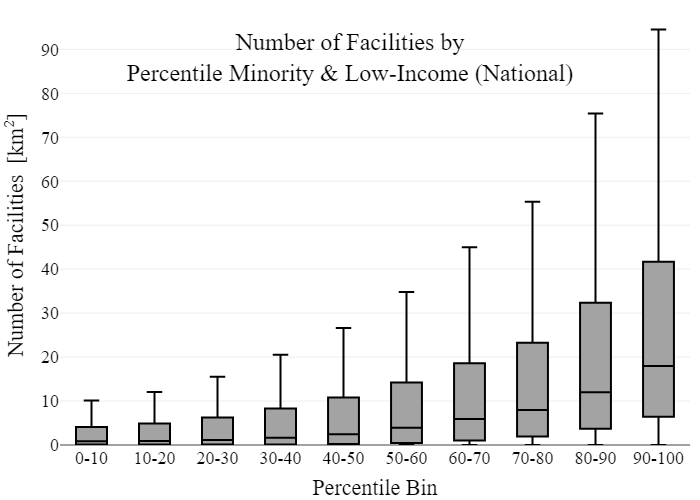 Number of Facilities by
Percentile Minority & Low-Income (National)
Number of Facilities [km²]
90
80
70
60
50
40
30
20
10
0
0-10 10-20 20-30 30-40 40-50 50-60 60-70 70-80 80-90 90-100
Percentile Bin